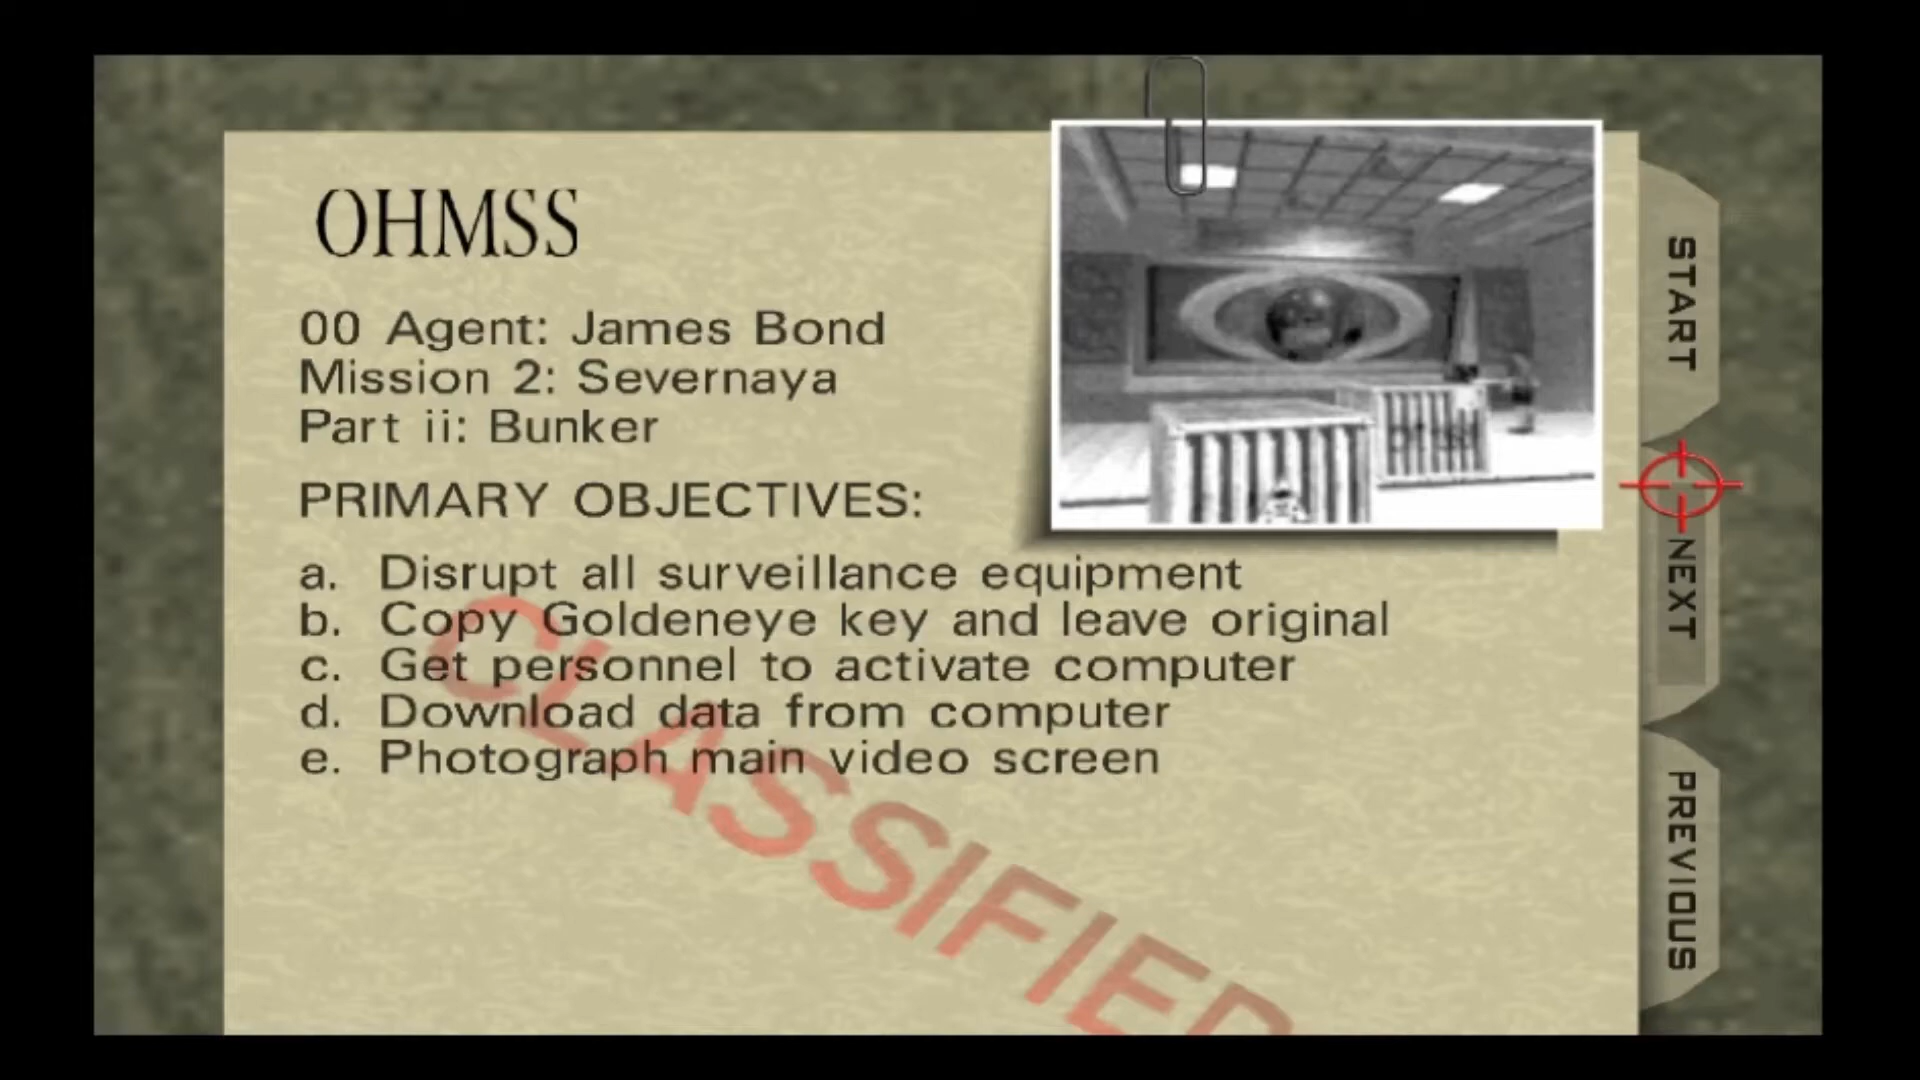 OHMSS
00 Agent: James Bond
Mission 2: Severnaya
Part ii: Bunker
PRIMARY OBJECTIVES:
a. Disrupt all surveillance equipment
b. Copy Goldeneye key and leave original
c. Get personnel to activate computer
d. Download data from computer
e. Photograph main video screen
CLASSIFIED
START
NEXT
PREVIOUS